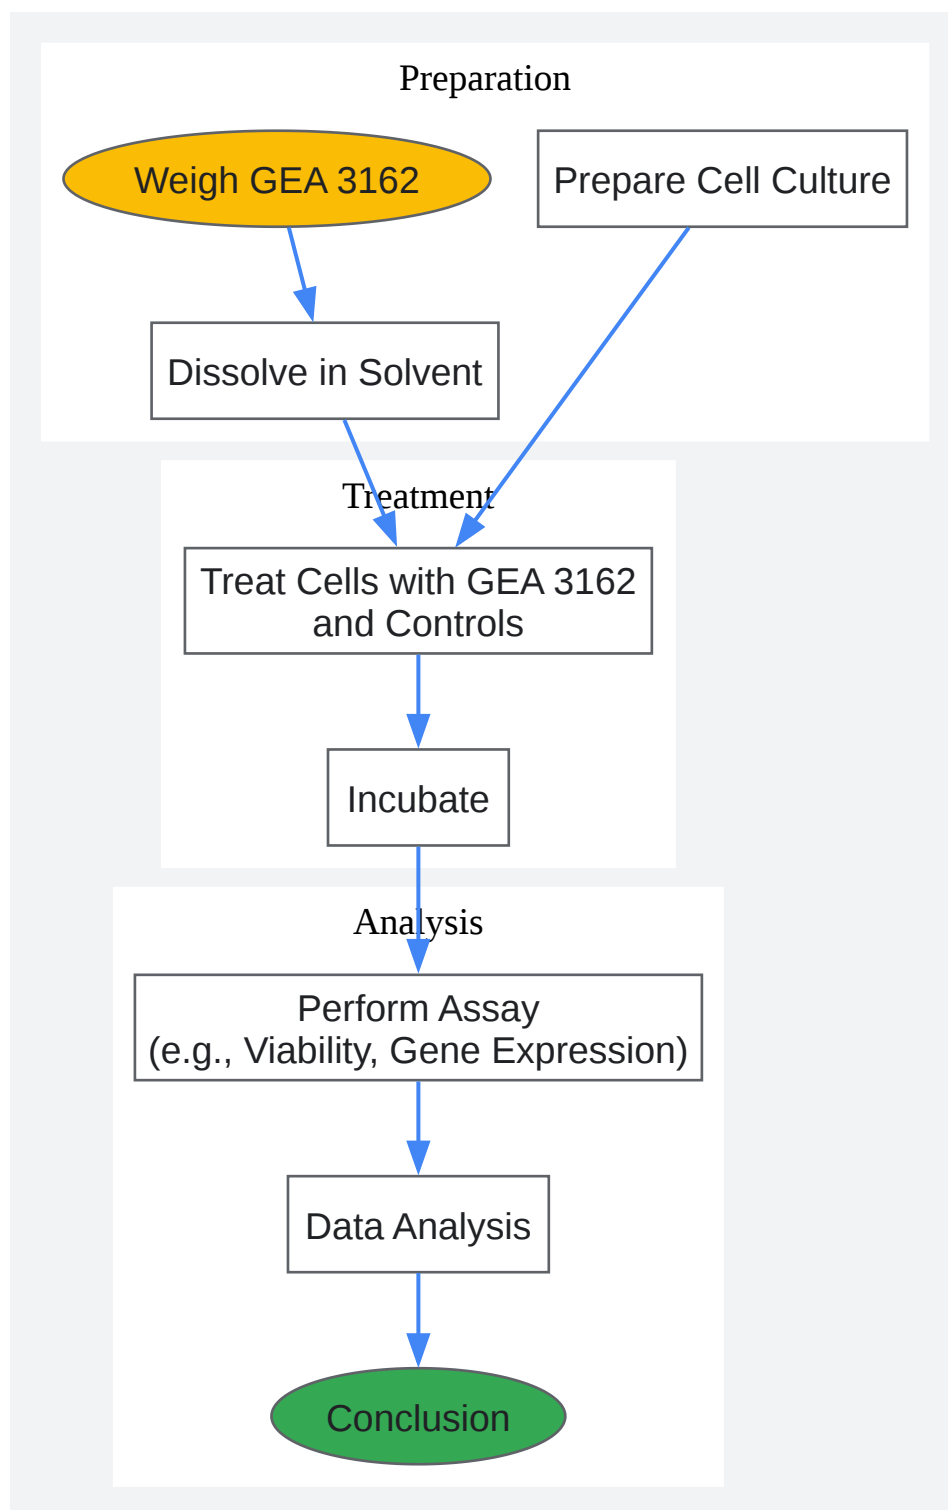 Preparation
Weigh GEA 3162
Prepare Cell Culture
Dissolve in Solvent
Treatment
Treat Cells with GEA 3162
and Controls
Incubate
Analysis
Perform Assay
(e.g., Viability, Gene Expression)
Data Analysis
Conclusion